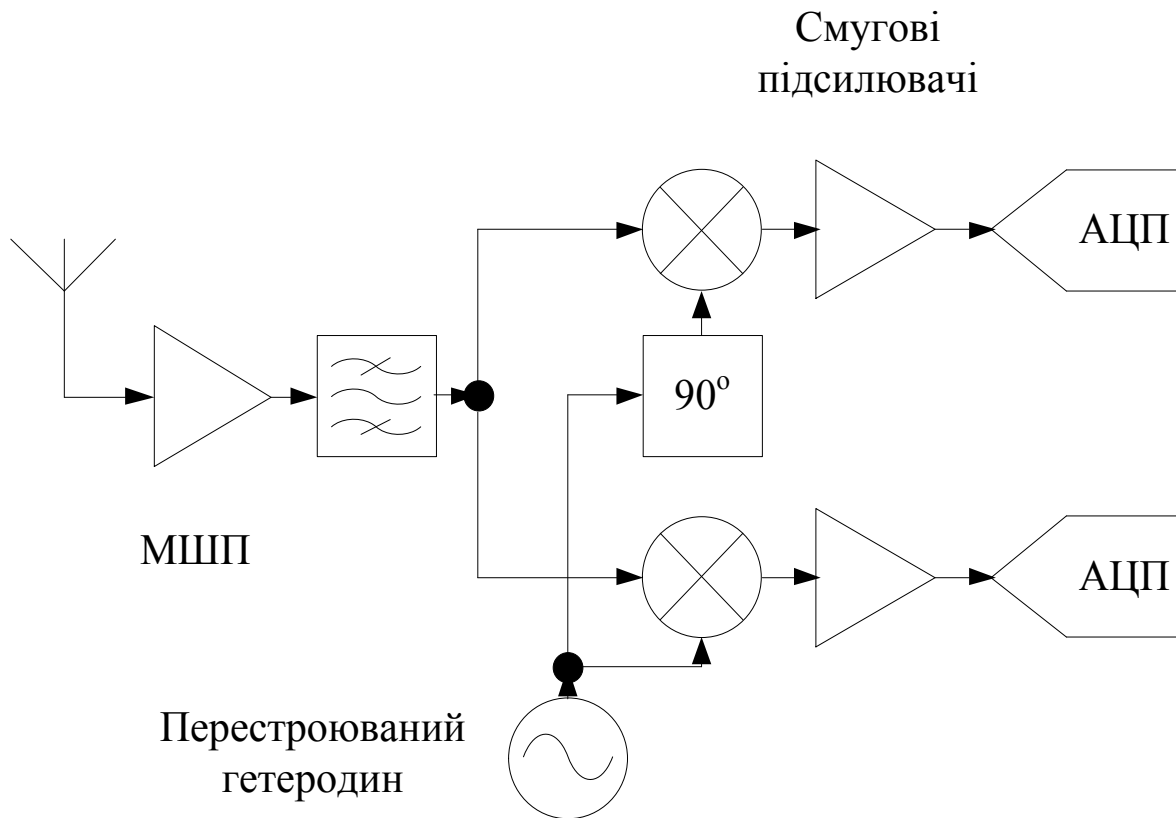 Смугові
підсилювачі
АЦП
90°
МШП
АЦП
Перестроюваний
гетеродин